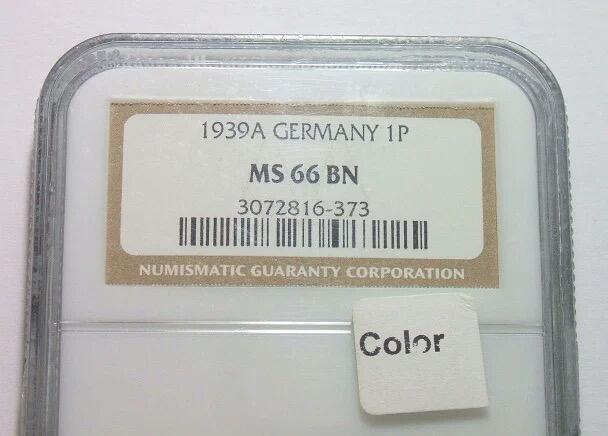 1939A GERMANY 1P
MS 66 BN
3072816-373
NUMISMATIC GUARANTY CORPORATION
Color